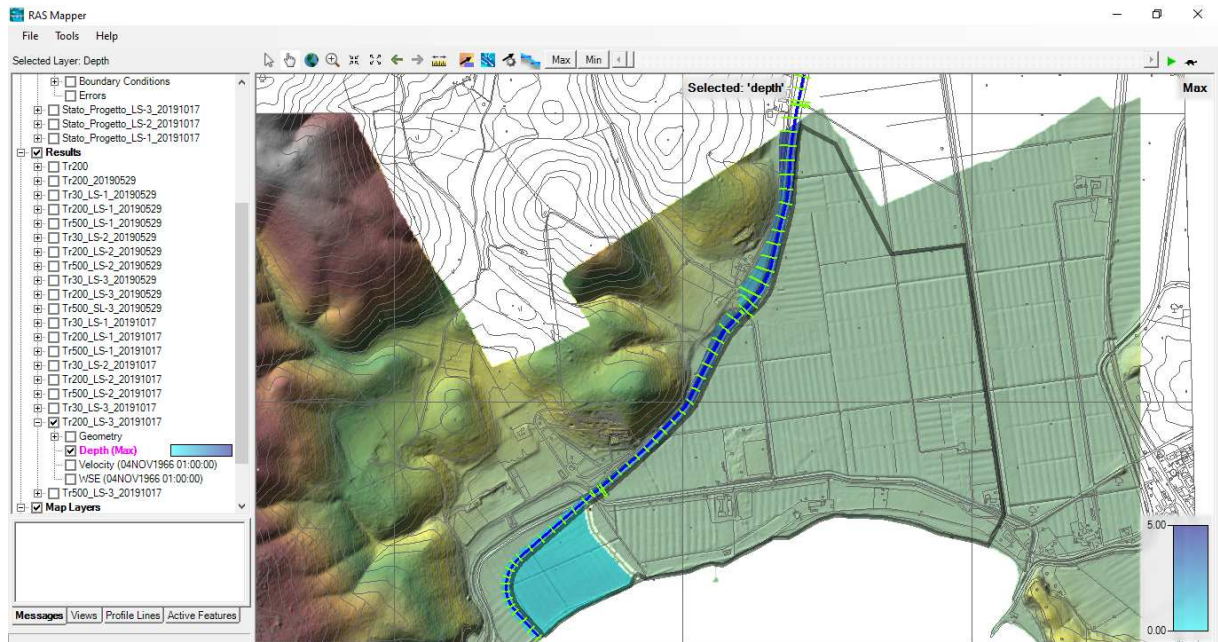 RAS Mapper
File Tools Help
Selected Layer: Depth
Max Min
Boundary Conditions
Errors
Stato_Progetto_LS-3_20191017
Stato_Progetto_LS-2_20191017
Stato_Progetto_LS-1_20191017
Results
Tr200
Tr200_20190529
Tr30_LS-1_20190529
Tr200_LS-1_20190529
Tr500_LS-1_20190529
Tr30_LS-2_20190529
Tr200_LS-2_20190529
Tr500_LS-2_20190529
Tr30_LS-3_20190529
Tr200_LS-3_20190529
Tr500_SL-3_20190529
Tr30_LS-1_20191017
Tr200_LS-1_20191017
Tr500_LS-1_20191017
Tr30_LS-2_20191017
Tr200_LS-2_20191017
Tr500_LS-2_20191017
Tr30_LS-3_20191017
Tr200_LS-3_20191017
Geometry
Depth (Max)
Velocity (04NOV1966 01:00:00)
WSE (04NOV1966 01:00:00)
Tr500_LS-3_20191017
Map Layers
Messages Views Profile Lines Active Features
Selected: 'depth'
Max
5.00
0.00